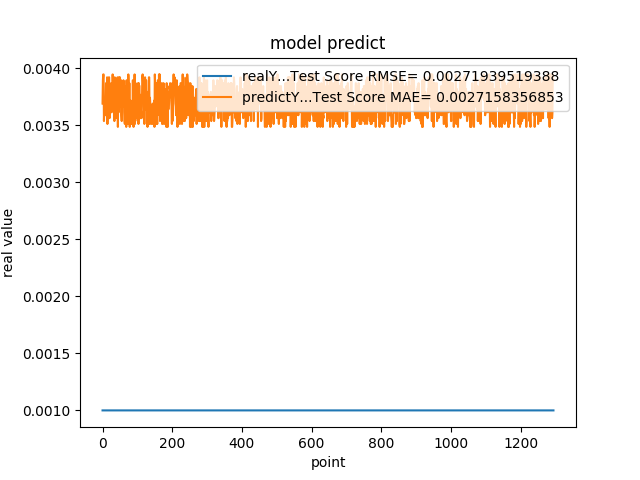 model predict
realY...Test Score RMSE= 0.00271939519388
predictY...Test Score MAE= 0.0027158356853
0.0040
0.0035
0.0030
0.0025
0.0020
0.0015
0.0010
real value
0 200 400 600 800 1000 1200
point